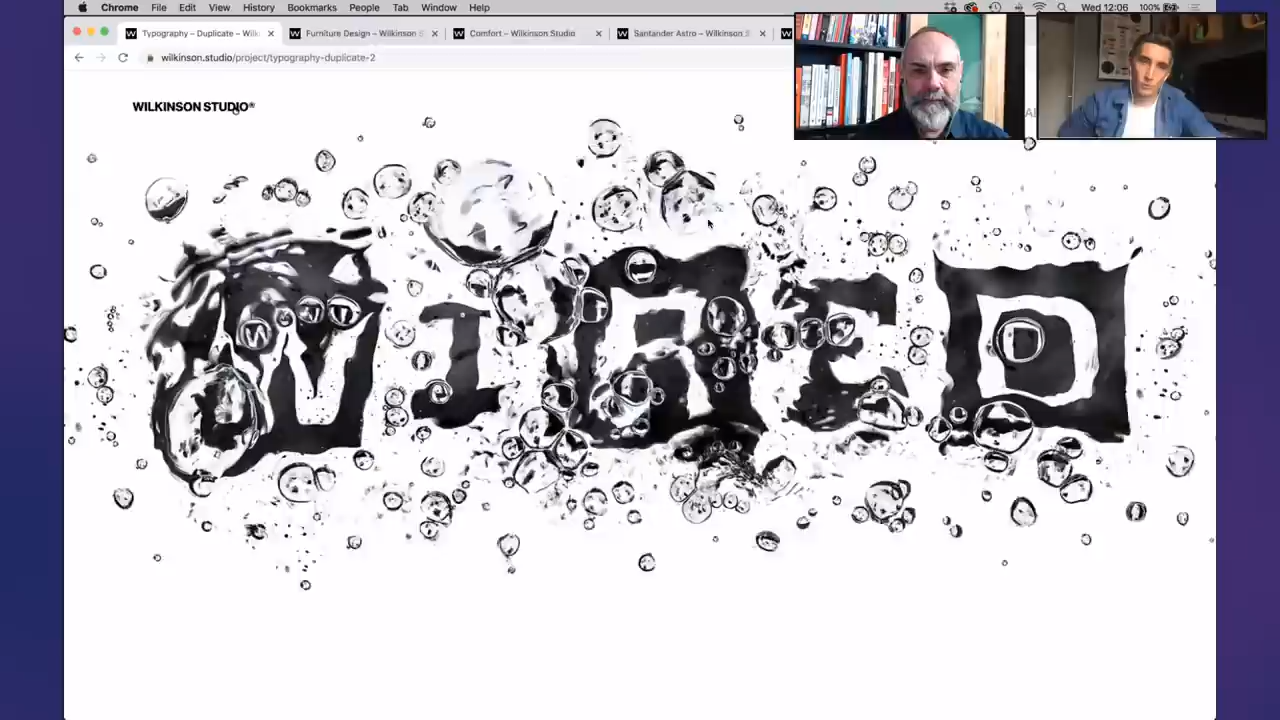 Chrome File Edit View History Bookmarks People Tab Window Help Wed 12:06 100%
Typography – Duplicate – Wilk Furniture Design – Wilkinson S Comfort – Wilkinson Studio Santander Astro – Wilkinson S
wilkinson.studio/project/typography-duplicate-2
WILKINSON STUDIO®
WIRED